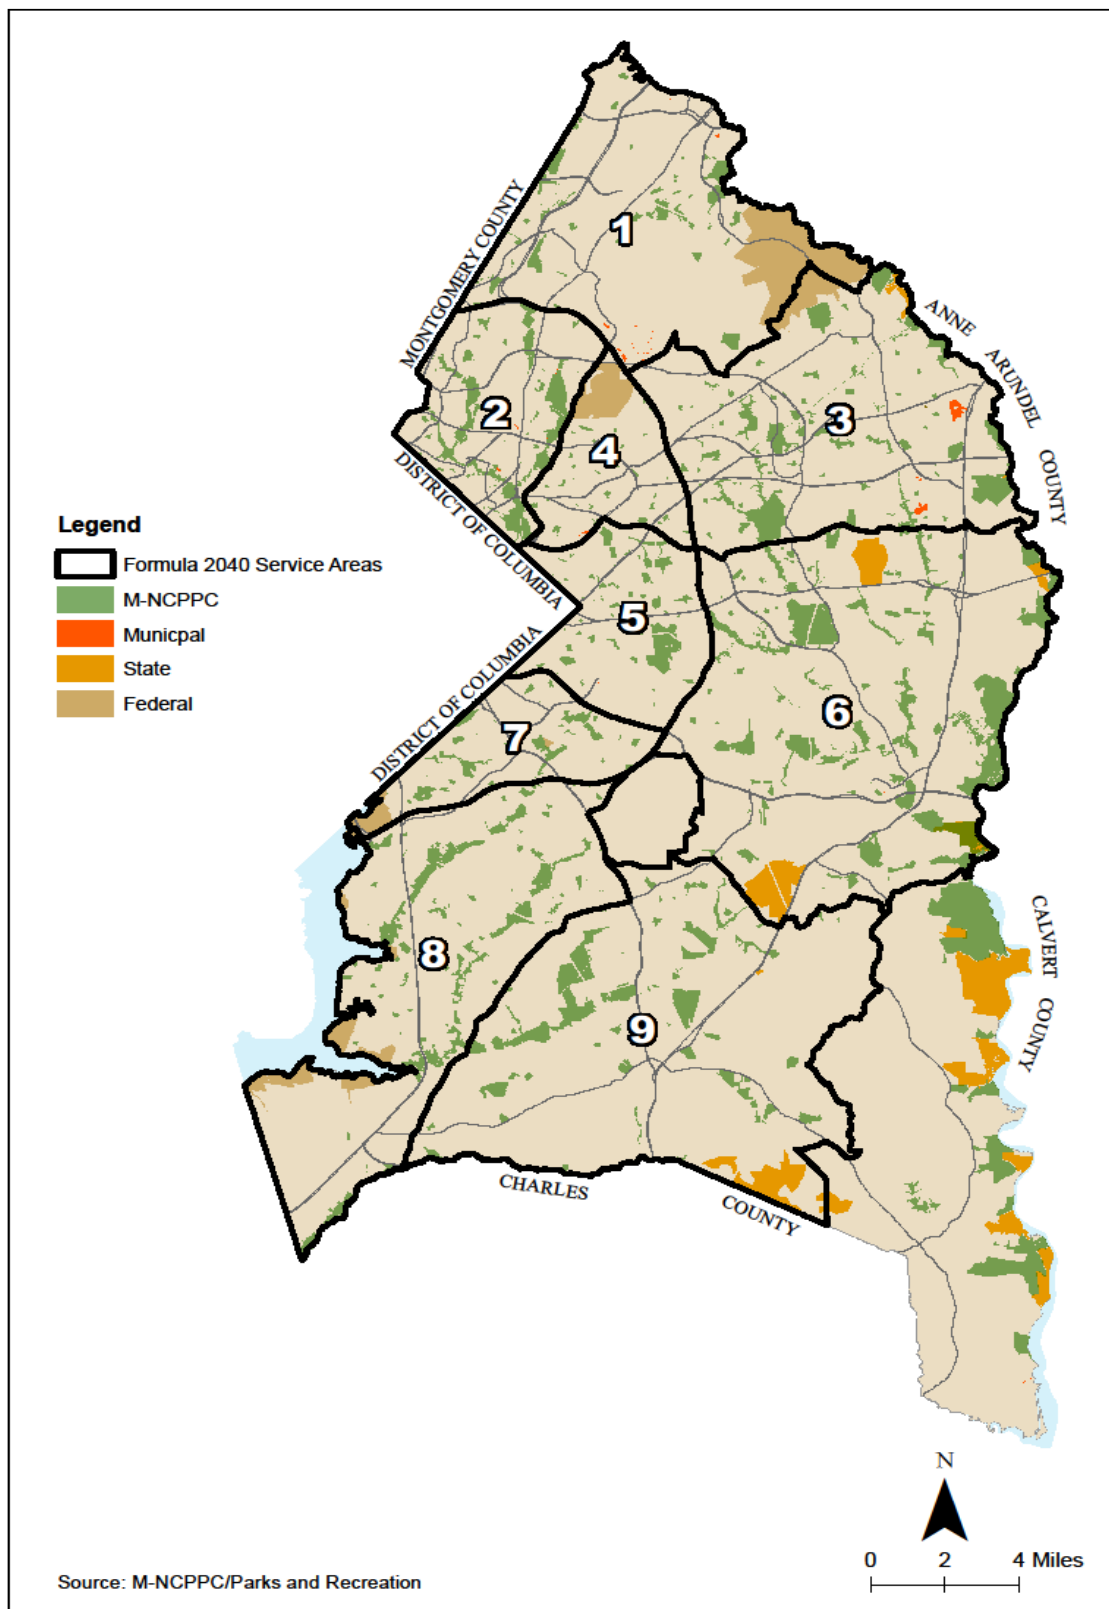 1
MONTGOMERY COUNTY
ANNE ARUNDEL COUNTY
2
3
4
DISTRICT OF COLUMBIA
Legend
Formula 2040 Service Areas
M-NCPPC
Municpal
State
Federal
5
DISTRICT OF COLUMBIA
6
7
8
CALVERT COUNTY
9
CHARLES COUNTY
N
0 2 4 Miles
Source: M-NCPPC/Parks and Recreation